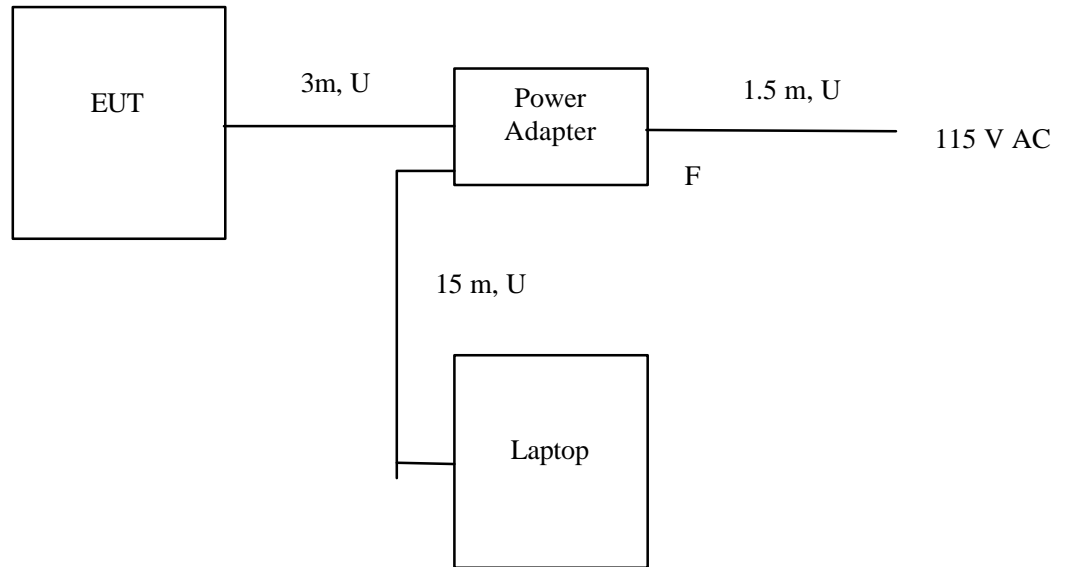 EUT
3m, U
Power
Adapter
1.5 m, U
115 V AC
F
15 m, U
Laptop